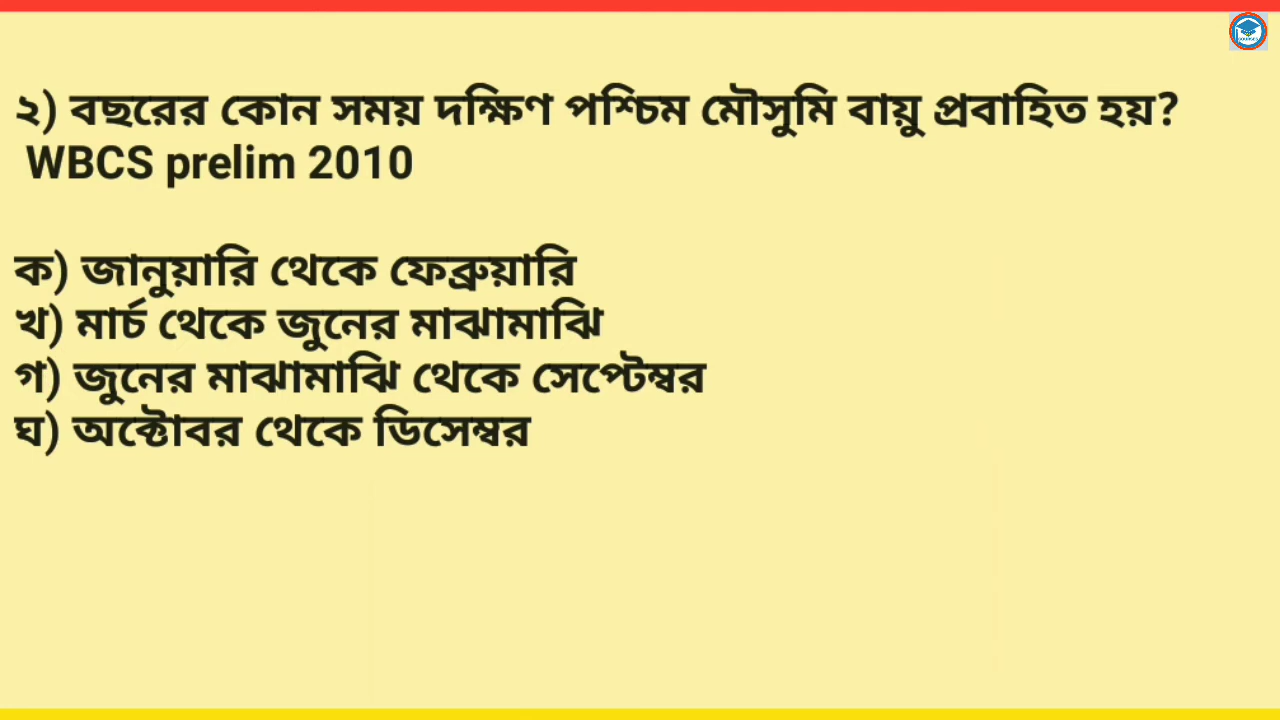 ২) বছরের কোন সময় দক্ষিণ পশ্চিম মৌসুমি বায়ু প্রবাহিত হয়?
WBCS prelim 2010
ক) জানুয়ারি থেকে ফেব্রুয়ারি
খ) মার্চ থেকে জুনের মাঝামাঝি
গ) জুনের মাঝামাঝি থেকে সেপ্টেম্বর
ঘ) অক্টোবর থেকে ডিসেম্বর